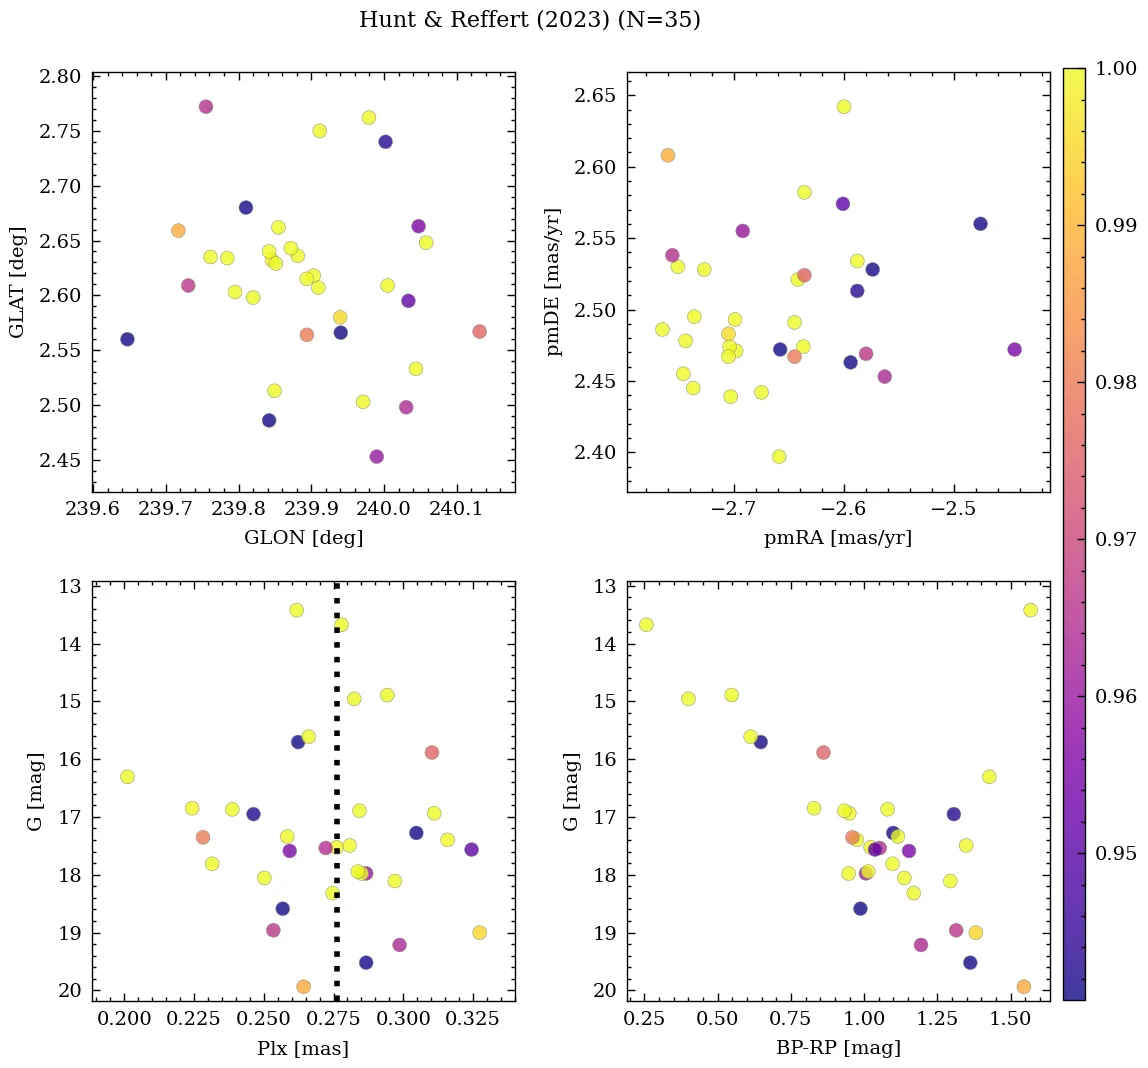 Hunt & Reffert (2023) (N=35)
2.80
2.75
2.70
2.65
2.60
2.55
2.50
2.45
GLAT [deg]
239.6 239.7 239.8 239.9 240.0 240.1
GLON [deg]
2.65
2.60
2.55
2.50
2.45
2.40
pmDE [mas/yr]
−2.7 −2.6 −2.5
pmRA [mas/yr]
1.00
0.99
0.98
0.97
0.96
0.95
13
14
15
16
17
18
19
20
G [mag]
0.200 0.225 0.250 0.275 0.300 0.325
Plx [mas]
13
14
15
16
17
18
19
20
G [mag]
0.25 0.50 0.75 1.00 1.25 1.50
BP-RP [mag]